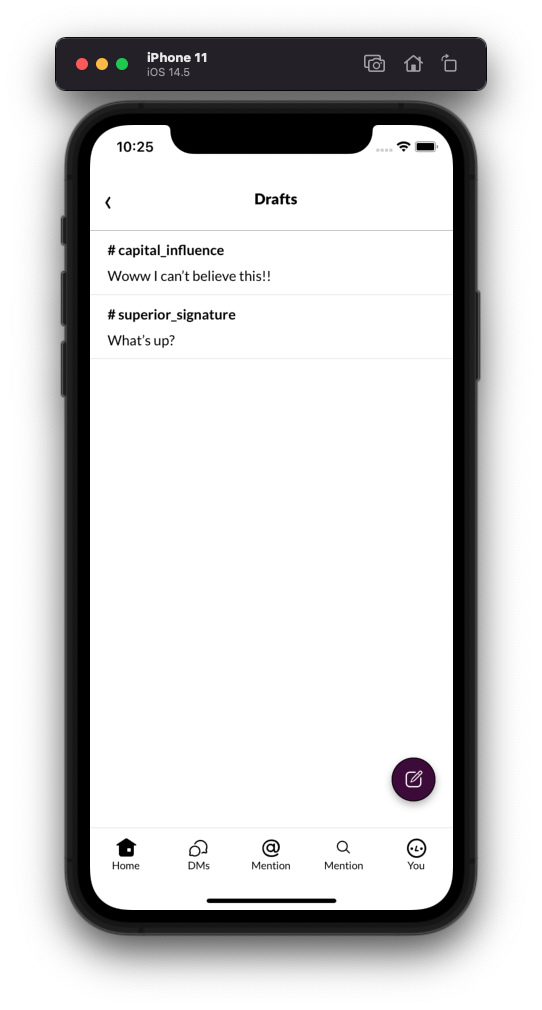 iPhone 11
iOS 14.5
10:25
Drafts
# capital_influence
Woww I can't believe this!!
# superior_signature
What's up?
Home DMs Mention Mention You